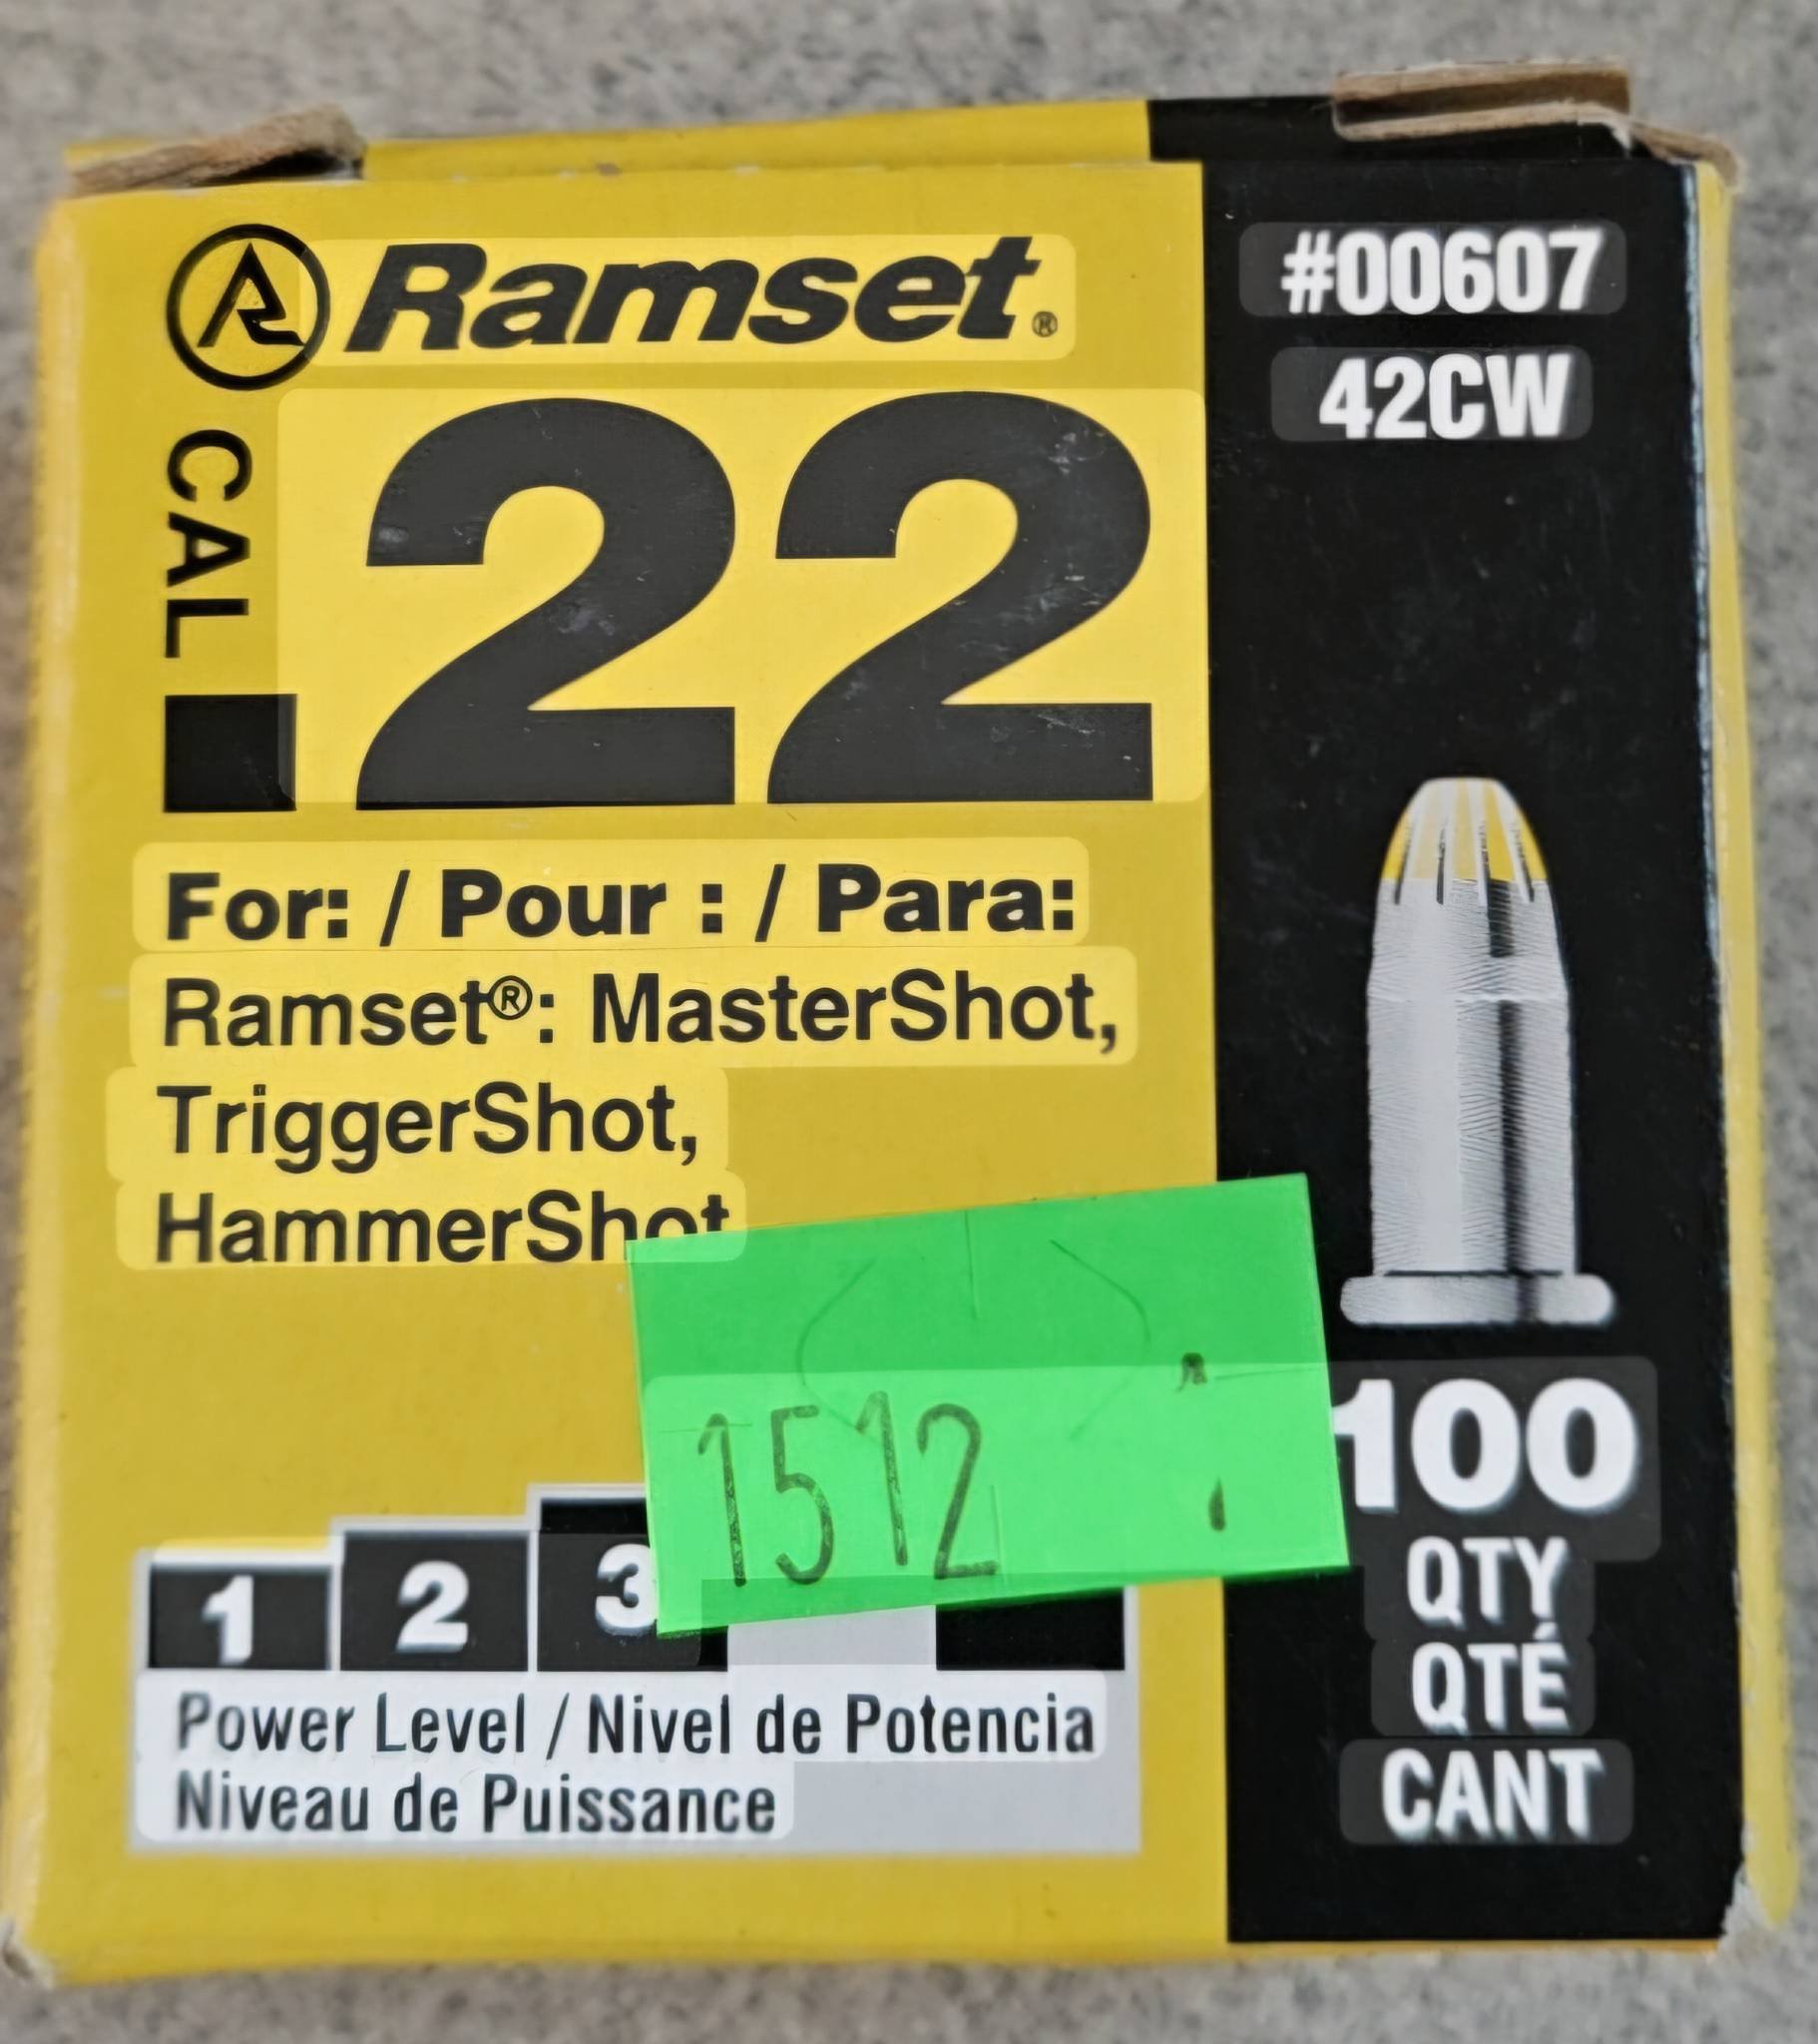 Ramset®
CAL .22
For: / Pour : / Para:
Ramset®: MasterShot,
TriggerShot,
HammerShot
1512
1 2 3
Power Level / Nivel de Potencia
Niveau de Puissance
#00607
42CW
100
QTY
QTÉ
CANT